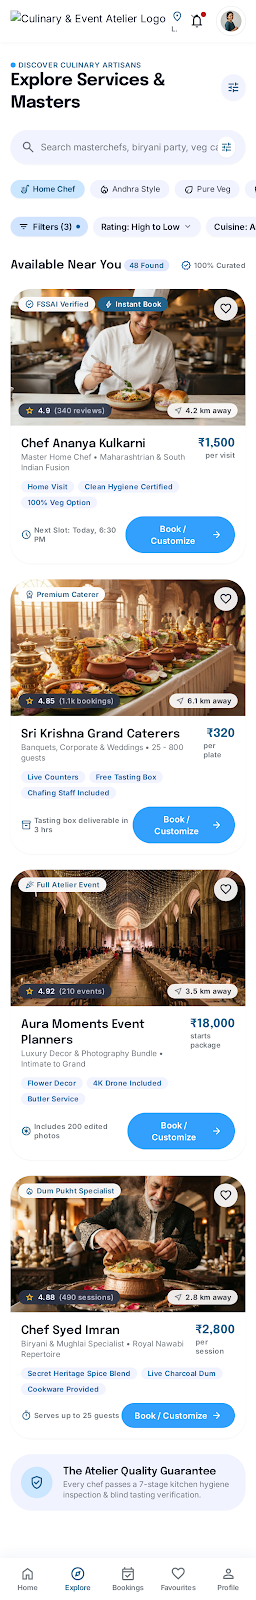 Culinary & Event Atelier Logo
L.
DISCOVER CULINARY ARTISANS
Explore Services &
Masters
Search masterchefs, biryani party, veg ca
Home Chef
Andhra Style
Pure Veg
Filters (3) •
Rating: High to Low
Cuisine: A
Available Near You
48 Found
100% Curated
FSSAI Verified
Instant Book
4.9 (340 reviews)
4.2 km away
Chef Ananya Kulkarni
₹1,500
Master Home Chef • Maharashtrian & South
per visit
Indian Fusion
Home Visit
Clean Hygiene Certified
100% Veg Option
Next Slot: Today, 6:30
PM
Book /
Customize
Premium Caterer
4.85 (1.1k bookings)
6.1 km away
Sri Krishna Grand Caterers
₹320
Banquets, Corporate & Weddings • 25 - 800
guests
per
plate
Live Counters
Free Tasting Box
Chafing Staff Included
Tasting box deliverable in
3 hrs
Book /
Customize
Full Atelier Event
4.92 (210 events)
3.5 km away
Aura Moments Event
Planners
₹18,000
starts
package
Luxury Decor & Photography Bundle •
Intimate to Grand
Flower Decor
4K Drone Included
Butler Service
Includes 200 edited
photos
Book /
Customize
Dum Pukht Specialist
4.88 (490 sessions)
2.8 km away
Chef Syed Imran
₹2,800
Biryani & Mughlai Specialist • Royal Nawabi
Repertoire
per
session
Secret Heritage Spice Blend
Live Charcoal Dum
Cookware Provided
Serves up to 25 guests
Book / Customize
The Atelier Quality Guarantee
Every chef passes a 7-stage kitchen hygiene
inspection & blind tasting verification.
Home
Explore
Bookings
Favourites
Profile